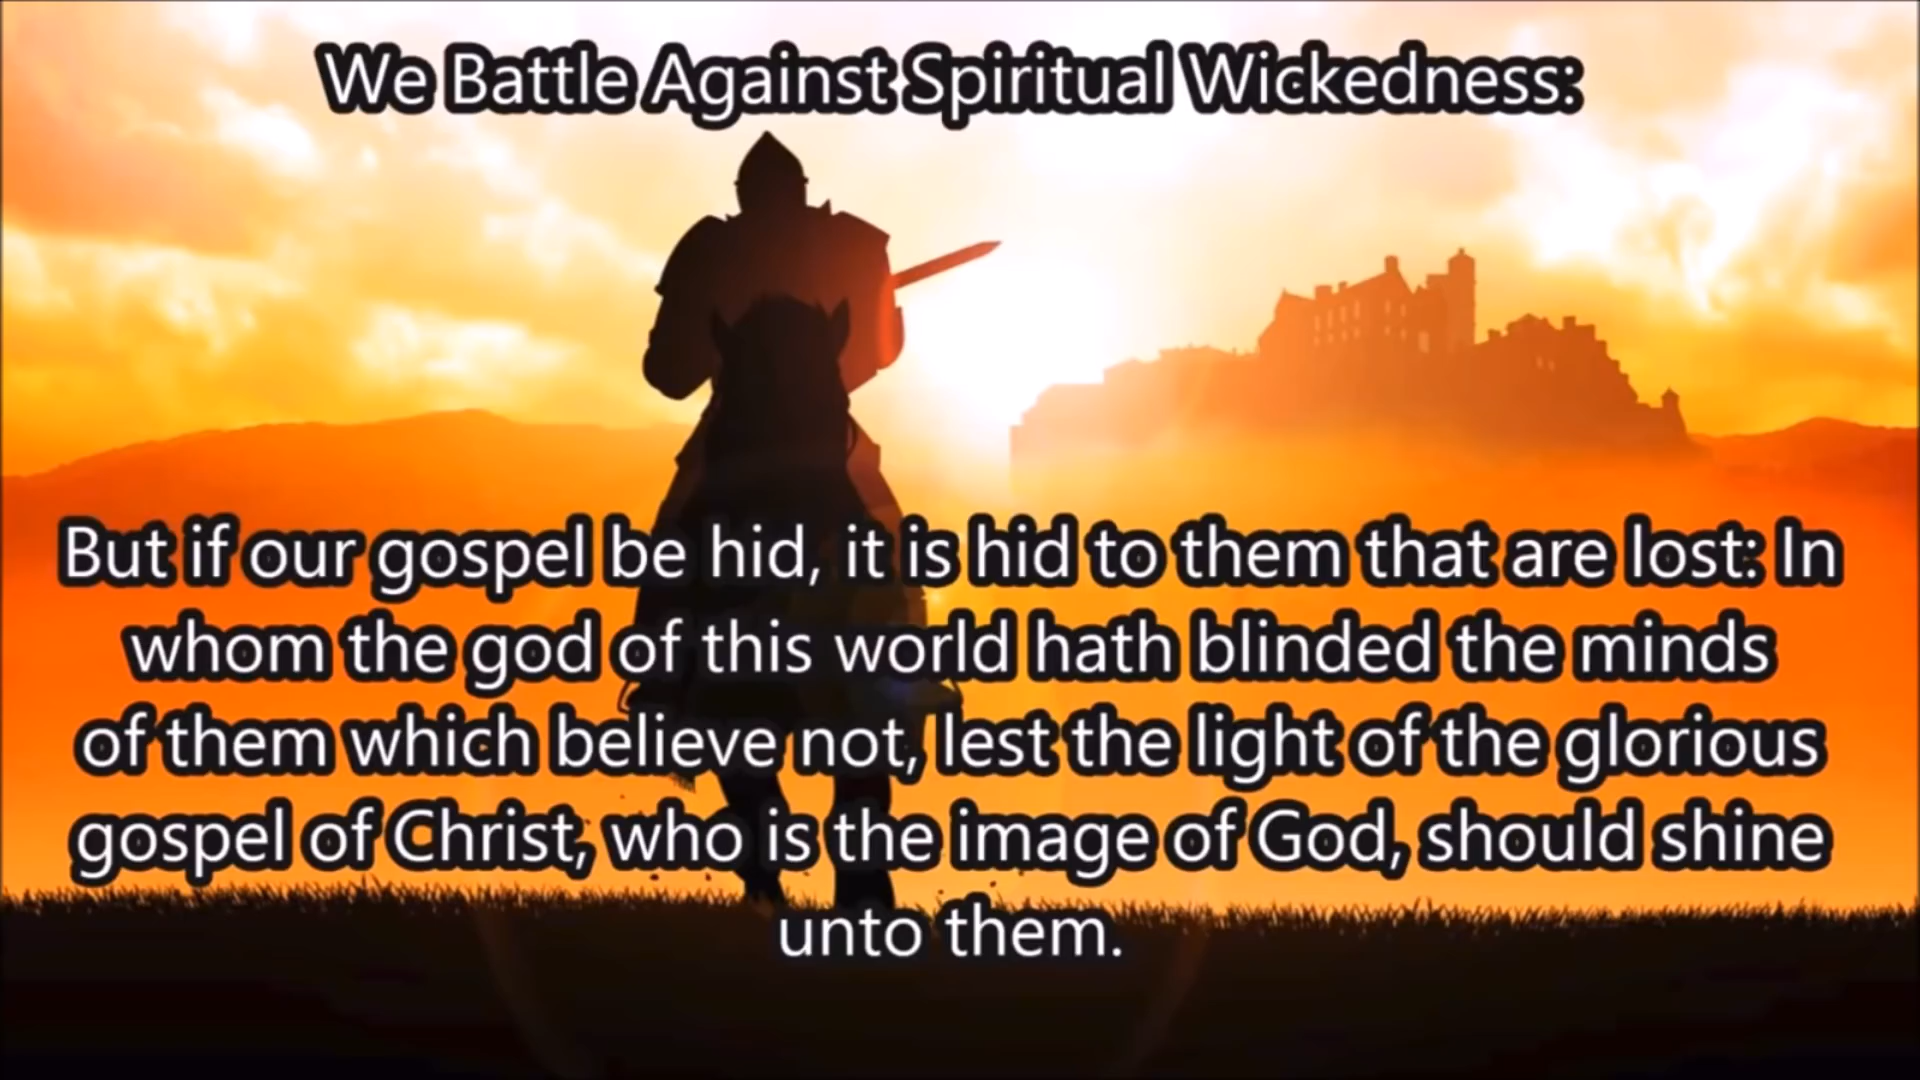 We Battle Against Spiritual Wickedness:
But if our gospel be hid, it is hid to them that are lost: In
whom the god of this world hath blinded the minds
of them which believe not, lest the light of the glorious
gospel of Christ, who is the image of God, should shine
unto them.